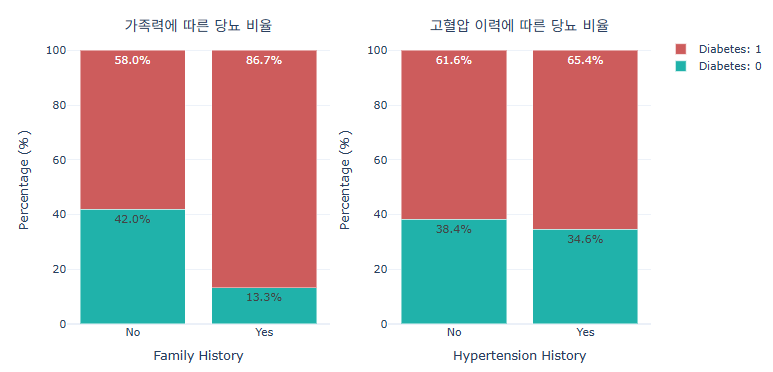 가족력에 따른 당뇨 비율
100
80
60
40
20
0
Percentage (%)
58.0%
86.7%
42.0%
13.3%
No
Yes
Family History
고혈압 이력에 따른 당뇨 비율
100
80
60
40
20
0
Percentage (%)
61.6%
65.4%
38.4%
34.6%
No
Yes
Hypertension History
Diabetes: 1
Diabetes: 0